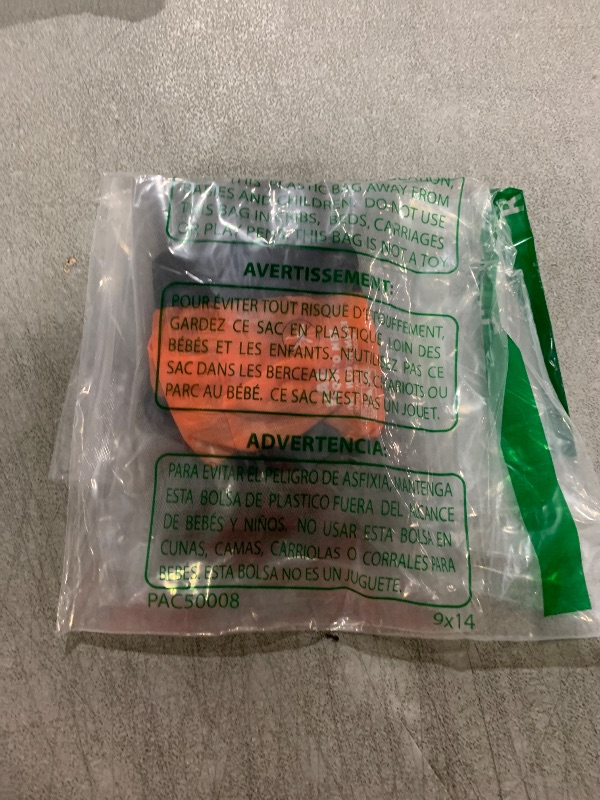 THIS PLASTIC BAG AWAY FROM
BABIES AND CHILDREN. DO NOT USE
THIS BAG IN CRIBS, BEDS, CARRIAGES
OR PLAY PENS. THIS BAG IS NOT A TOY.
AVERTISSEMENT:
POUR ÉVITER TOUT RISQUE D'ÉTOUFFEMENT,
GARDEZ CE SAC EN PLASTIQUE LOIN DES
BÉBÉS ET LES ENFANTS. N'UTILISEZ PAS CE
SAC DANS LES BERCEAUX, LITS, CHARIOTS OU
PARC AU BÉBÉ. CE SAC N'EST PAS UN JOUET.
ADVERTENCIA:
PARA EVITAR EL PELIGRO DE ASFIXIA, MANTENGA
ESTA BOLSA DE PLASTICO FUERA DEL ALCANCE
DE BEBÉS Y NIÑOS. NO USAR ESTA BOLSA EN
CUNAS, CAMAS, CARRIOLAS O CORRALES PARA
BEBÉS. ESTA BOLSA NO ES UN JUGUETE.
PAC50008
9x14